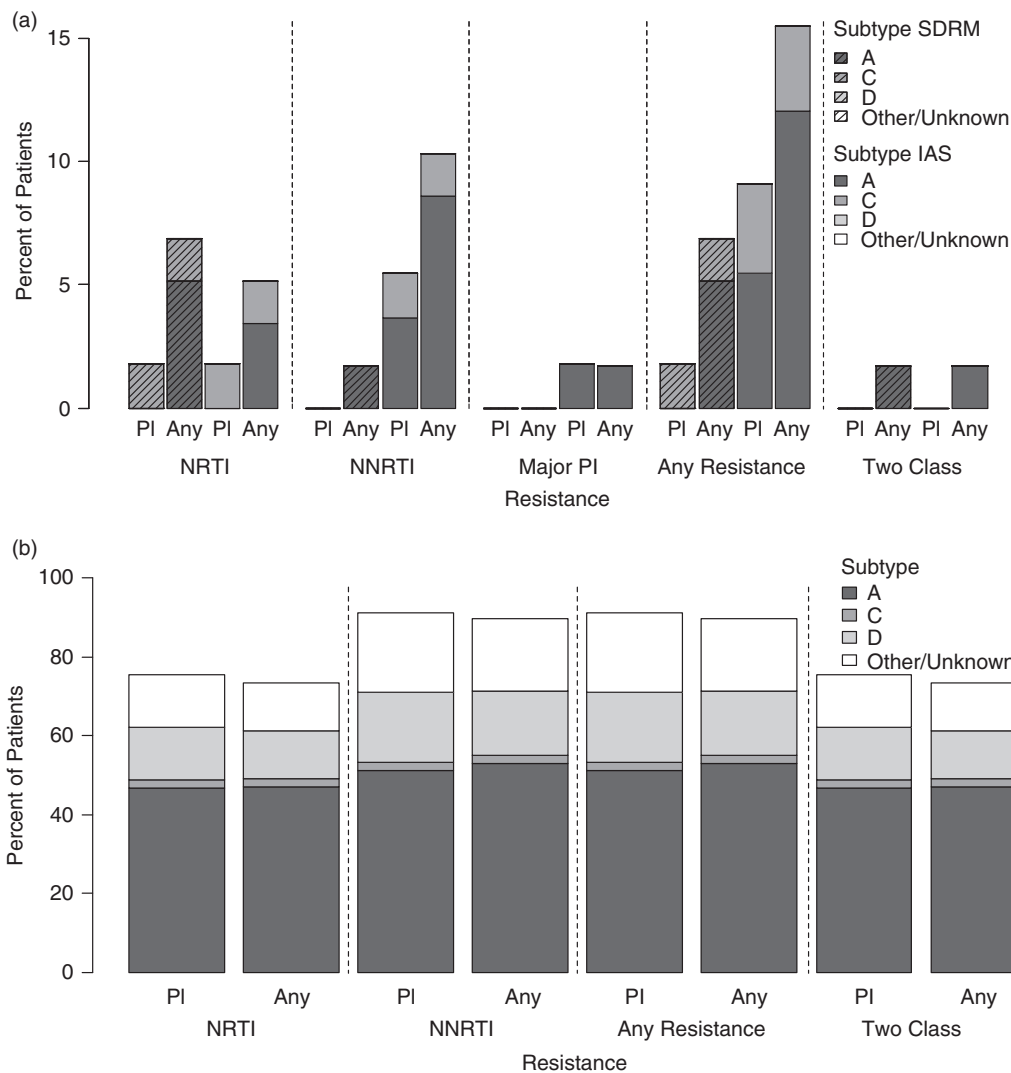 (a)
15
10
5
0
Percent of Patients
Subtype SDRM
A
C
D
Other/Unknown
Subtype IAS
A
C
D
Other/Unknown
PI Any PI Any PI Any PI Any PI Any PI Any PI Any PI Any PI Any PI Any
NRTI NNRTI Major PI Any Resistance Two Class
Resistance
(b)
100
80
60
40
20
0
Percent of Patients
Subtype
A
C
D
Other/Unknown
PI Any PI Any PI Any PI Any
NRTI NNRTI Any Resistance Two Class
Resistance